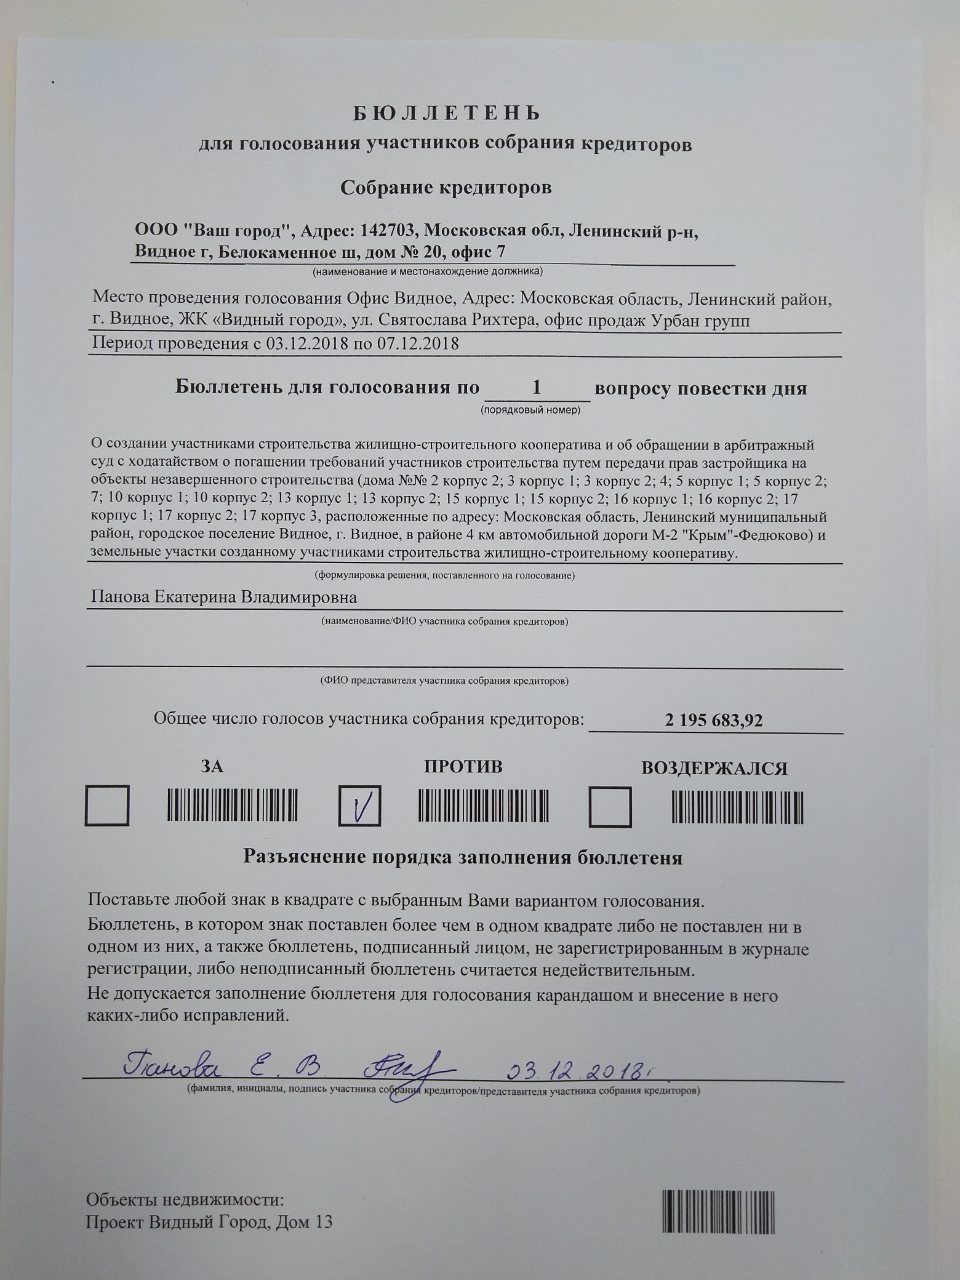 БЮЛЛЕТЕНЬ
для голосования участников собрания кредиторов
Собрание кредиторов
ООО "Ваш город", Адрес: 142703, Московская обл, Ленинский р-н,
Видное г, Белокаменное ш, дом № 20, офис 7
(наименование и местонахождение должника)
Место проведения голосования Офис Видное, Адрес: Московская область, Ленинский район,
г. Видное, ЖК «Видный город», ул. Святослава Рихтера, офис продаж Урбан групп
Период проведения с 03.12.2018 по 07.12.2018
Бюллетень для голосования по 1 вопросу повестки дня
(порядковый номер)
О создании участниками строительства жилищно-строительного кооператива и об обращении в арбитражный
суд с ходатайством о погашении требований участников строительства путем передачи прав застройщика на
объекты незавершенного строительства (дома №№ 2 корпус 2; 3 корпус 1; 3 корпус 2; 4; 5 корпус 1; 5 корпус 2;
7; 10 корпус 1; 10 корпус 2; 13 корпус 1; 13 корпус 2; 15 корпус 1; 15 корпус 2; 16 корпус 1; 16 корпус 2; 17
корпус 1; 17 корпус 2; 17 корпус 3, расположенные по адресу: Московская область, Ленинский муниципальный
район, городское поселение Видное, г. Видное, в районе 4 км автомобильной дороги М-2 "Крым"-Федюково) и
земельные участки созданному участниками строительства жилищно-строительному кооперативу.
(формулировка решения, поставленного на голосование)
Панова Екатерина Владимировна
(наименование/ФИО участника собрания кредиторов)
(ФИО представителя участника собрания кредиторов)
Общее число голосов участника собрания кредиторов: 2 195 683,92
ЗА ПРОТИВ ВОЗДЕРЖАЛСЯ
Разъяснение порядка заполнения бюллетеня
Поставьте любой знак в квадрате с выбранным Вами вариантом голосования.
Бюллетень, в котором знак поставлен более чем в одном квадрате либо не поставлен ни в
одном из них, а также бюллетень, подписанный лицом, не зарегистрированным в журнале
регистрации, либо неподписанный бюллетень считается недействительным.
Не допускается заполнение бюллетеня для голосования карандашом и внесение в него
каких-либо исправлений.
Панова Е. В 03.12.2018г
(фамилия, инициалы, подпись участника собрания кредиторов/представителя участника собрания кредиторов)
Объекты недвижимости:
Проект Видный Город, Дом 13